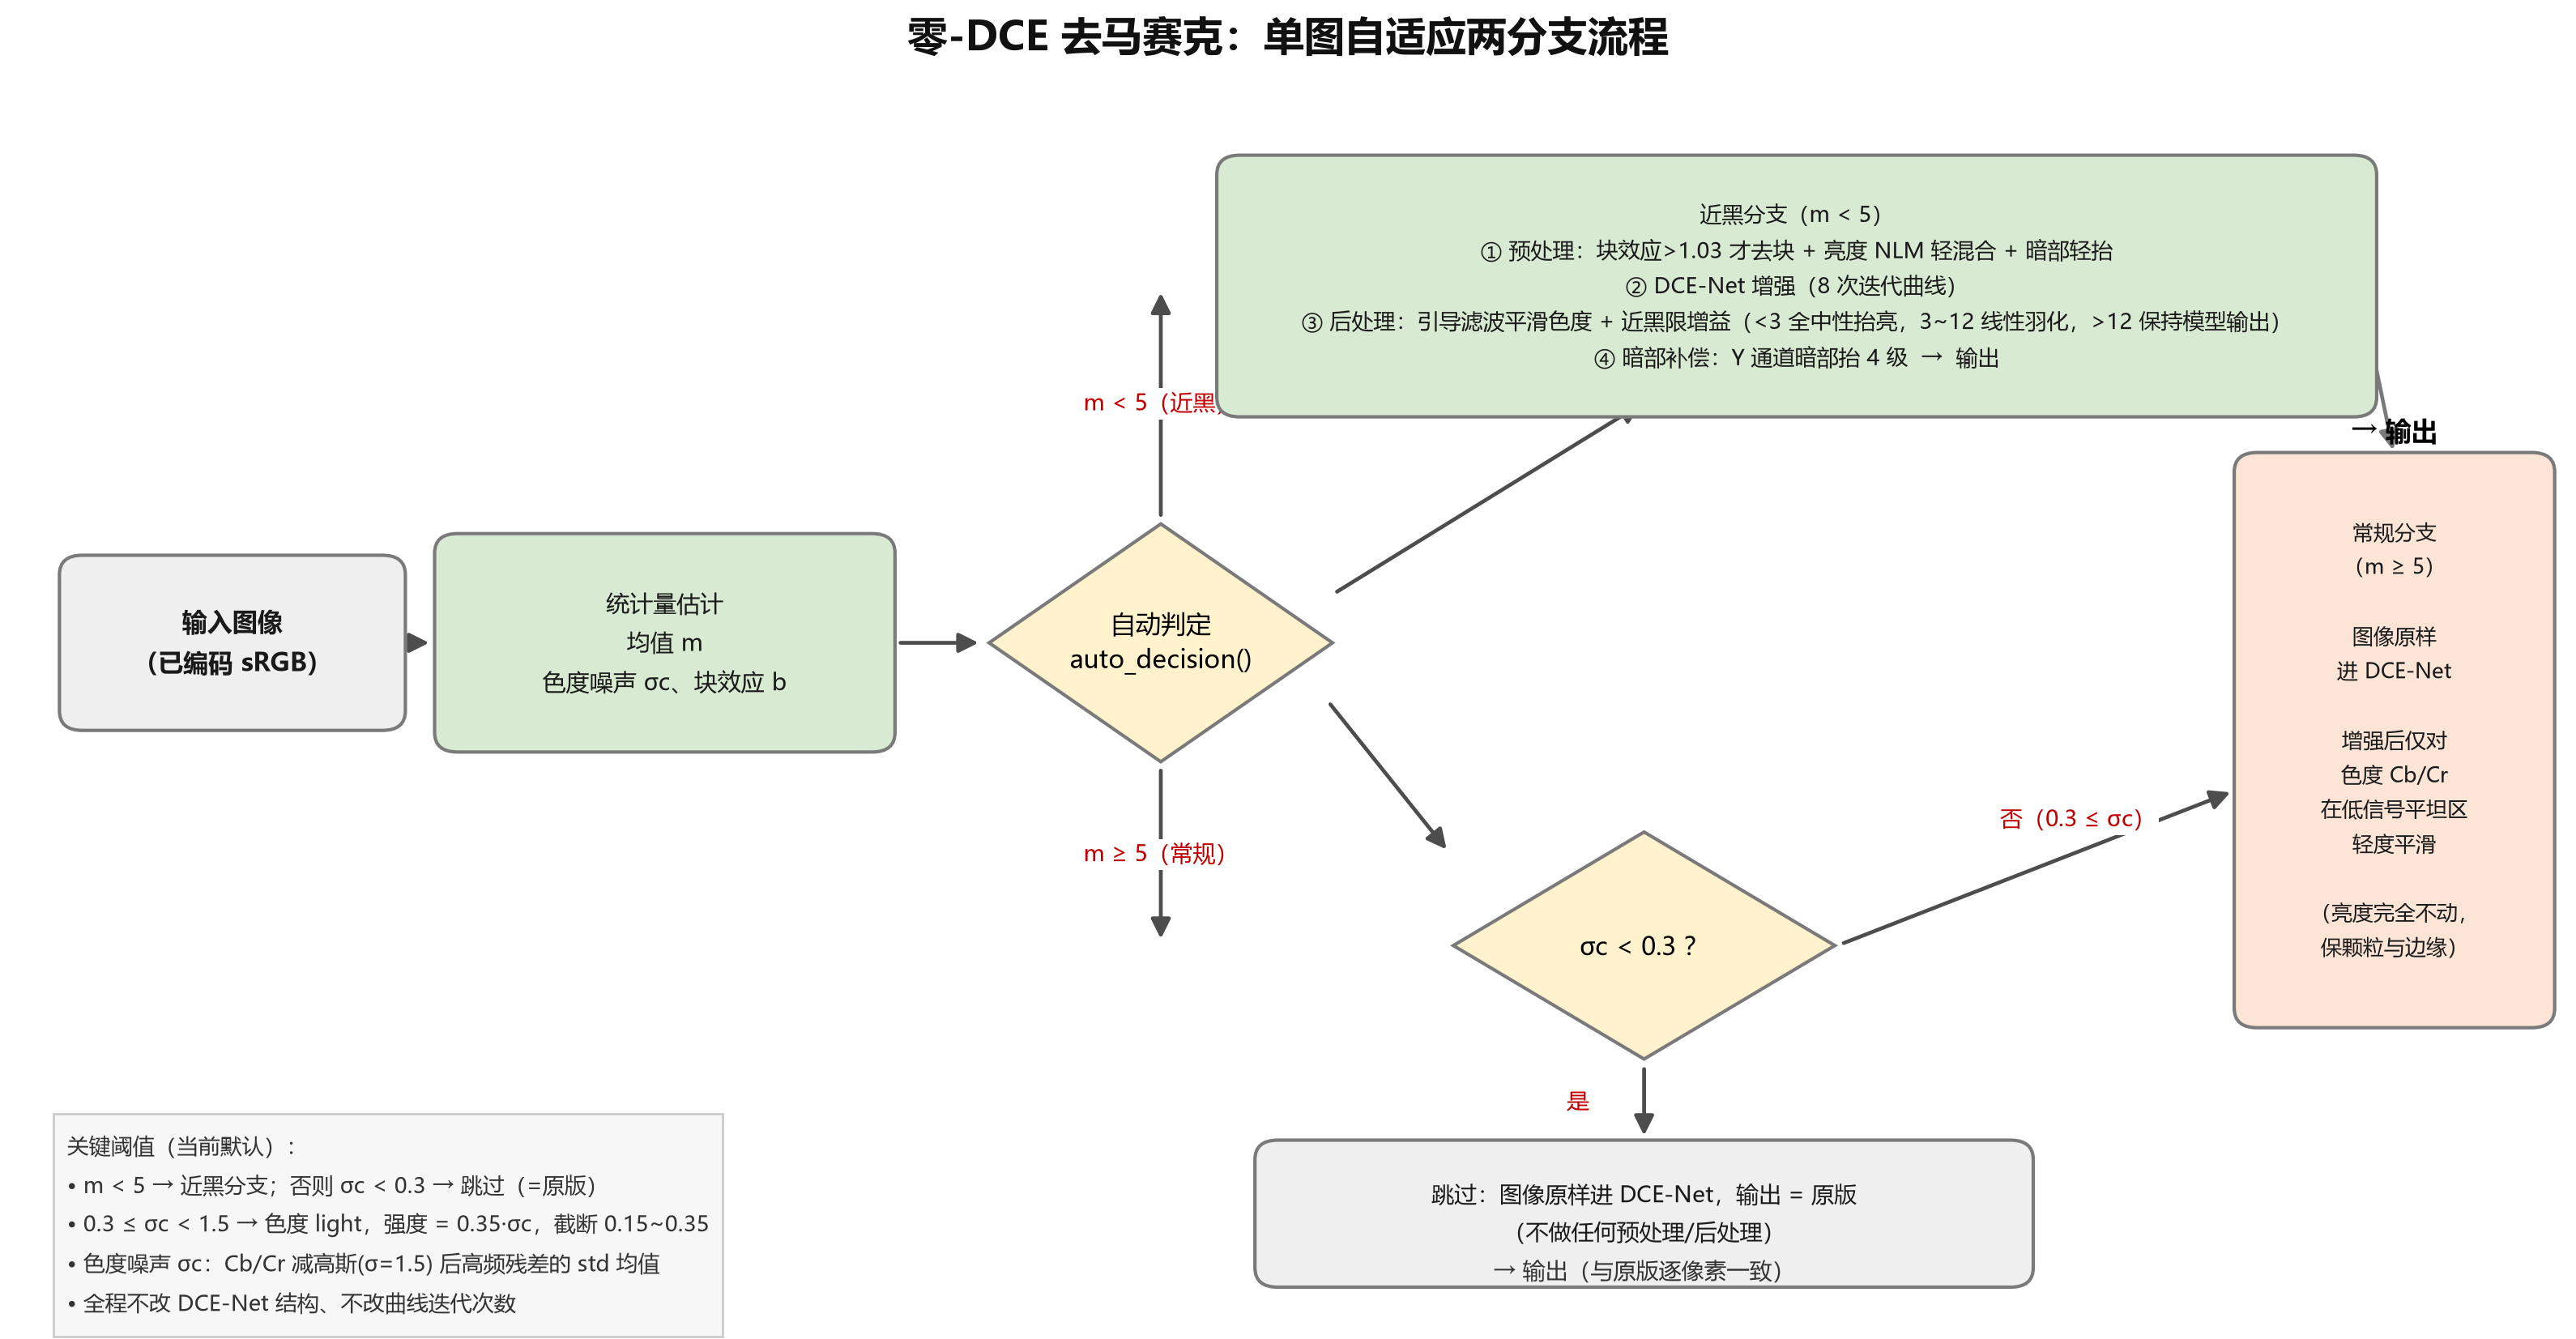 零-DCE 去马赛克：单图自适应两分支流程
近黑分支（m < 5）
① 预处理：块效应>1.03 才去块 + 亮度 NLM 轻混合 + 暗部轻抬
② DCE-Net 增强（8 次迭代曲线）
③ 后处理：引导滤波平滑色度 + 近黑限增益（<3 全中性抬亮，3~12 线性羽化，>12 保持模型输出）
④ 暗部补偿：Y 通道暗部抬 4 级 → 输出
m < 5（近黑）
→ 输出
输入图像
（已编码 sRGB）
统计量估计
均值 m
色度噪声 σc、块效应 b
自动判定
auto_decision()
m ≥ 5（常规）
σc < 0.3 ?
否（0.3 ≤ σc）
是
常规分支
（m ≥ 5）
图像原样
进 DCE-Net
增强后仅对
色度 Cb/Cr
在低信号平坦区
轻度平滑
（亮度完全不动，
保颗粒与边缘）
跳过：图像原样进 DCE-Net，输出 = 原版
（不做任何预处理/后处理）
→ 输出（与原版逐像素一致）
关键阈值（当前默认）：
• m < 5 → 近黑分支；否则 σc < 0.3 → 跳过（=原版）
• 0.3 ≤ σc < 1.5 → 色度 light，强度 = 0.35·σc，截断 0.15~0.35
• 色度噪声 σc：Cb/Cr 减高斯(σ=1.5) 后高频残差的 std 均值
• 全程不改 DCE-Net 结构、不改曲线迭代次数